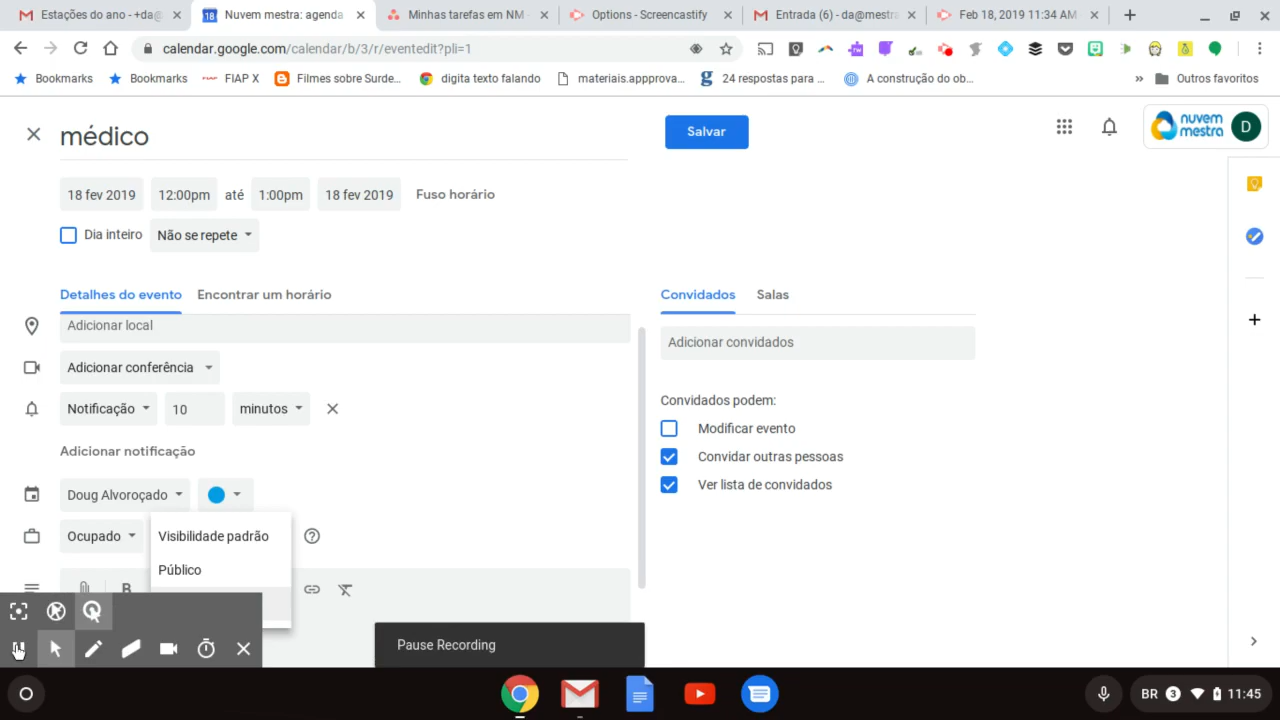 Estações do ano - +da@
Nuvem mestra: agenda
Minhas tarefas em NM -
Options - Screencastify
Entrada (6) - da@mestra
Feb 18, 2019 11:34 AM
calendar.google.com/calendar/b/3/r/eventedit?pli=1
Bookmarks
Bookmarks
FIAP X
Filmes sobre Surde...
digita texto falando
materiais.appprova...
24 respostas para ...
A construção do ob...
»
Outros favoritos
médico
Salvar
nuvem
mestra
D
18 fev 2019
12:00pm
até
1:00pm
18 fev 2019
Fuso horário
Dia inteiro
Não se repete
Detalhes do evento
Encontrar um horário
Convidados
Salas
Adicionar local
Adicionar convidados
Adicionar conferência
Notificação
10
minutos
Convidados podem:
Modificar evento
Adicionar notificação
Convidar outras pessoas
Ver lista de convidados
Doug Alvoroçado
Ocupado
Visibilidade padrão
Público
B
Pause Recording
BR
3
11:45